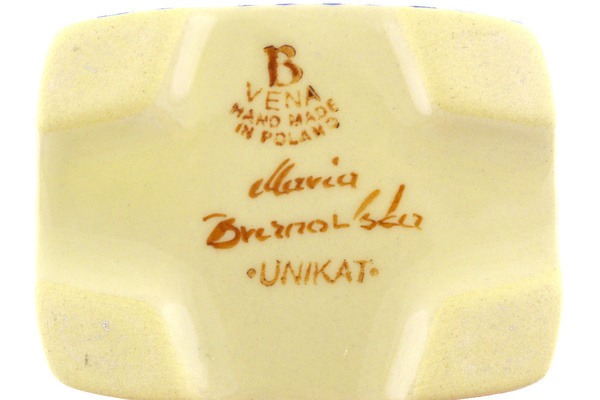 B
VENA
HAND MADE
IN POLAND
Maria
•UNIKAT•